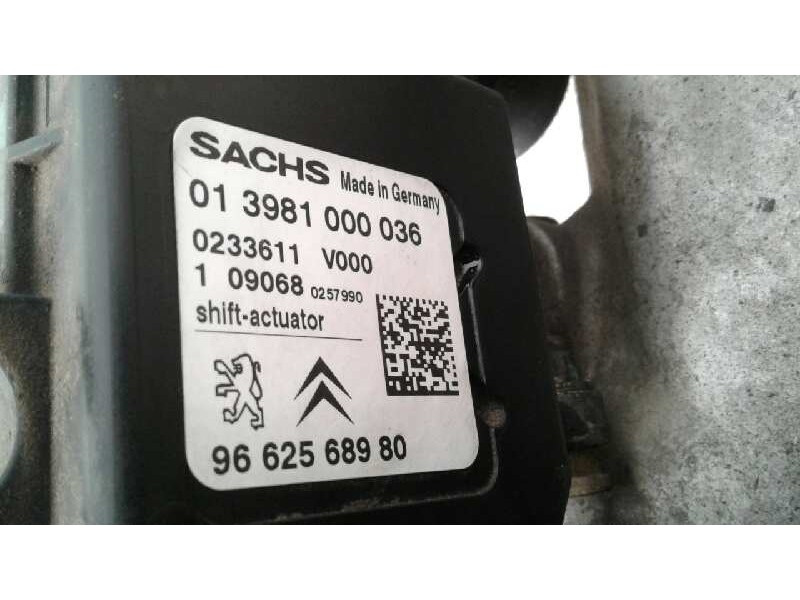 SACHS Made in Germany
01 3981 000 036
0233611 V000
1 09068 0257990
shift-actuator
96 625 689 80